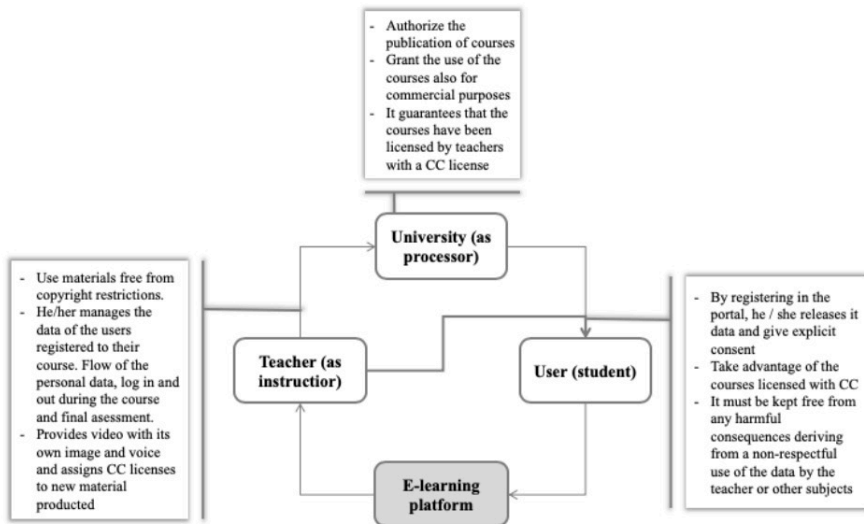 - Authorize the
publication of courses
- Grant the use of the
courses also for
commercial purposes
- It guarantees that the
courses have been
licensed by teachers
with a CC license
University (as
processor)
- Use materials free from
copyright restrictions.
- He/her manages the
data of the users
registered to their
course. Flow of the
personal data, log in and
out during the course
and final asessment.
- Provides video with its
own image and voice
and assigns CC licenses
to new material
producted
Teacher (as
instructior)
User (student)
- By registering in the
portal, he / she releases it
data and give explicit
consent
- Take advantage of the
courses licensed with CC
- It must be kept free from
any harmful
consequences deriving
from a non-respectful
use of the data by the
teacher or other subjects
E-learning
platform